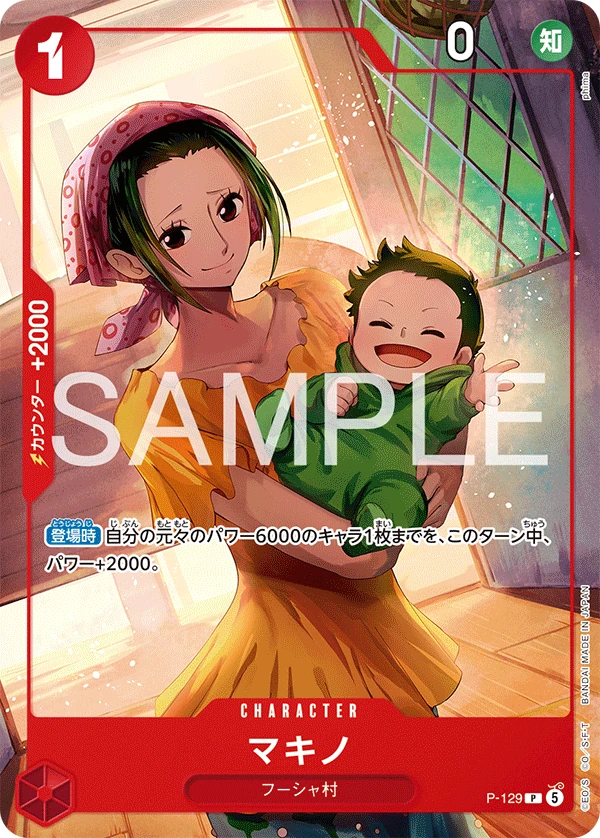 1
0
知
phima
カウンター +2000
SAMPLE
登場時 自分の元々のパワー6000のキャラ1枚までを、このターン中、
パワー+2000。
CHARACTER
マキノ
フーシャ村
P-129 P 5
©E.O/S ©O/S・F・T BANDAI MADE IN JAPAN